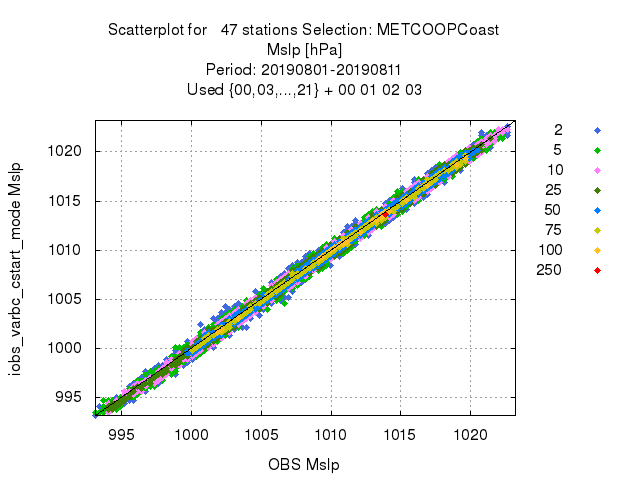 Scatterplot for   47 stations Selection: METCOOPCoast
Mslp [hPa]
Period: 20190801-20190811
Used {00,03,...,21} + 00 01 02 03
iobs_varbc_cstart_mode Mslp
1020
1015
1010
1005
1000
995
995 1000 1005 1010 1015 1020
OBS Mslp
2
5
10
25
50
75
100
250